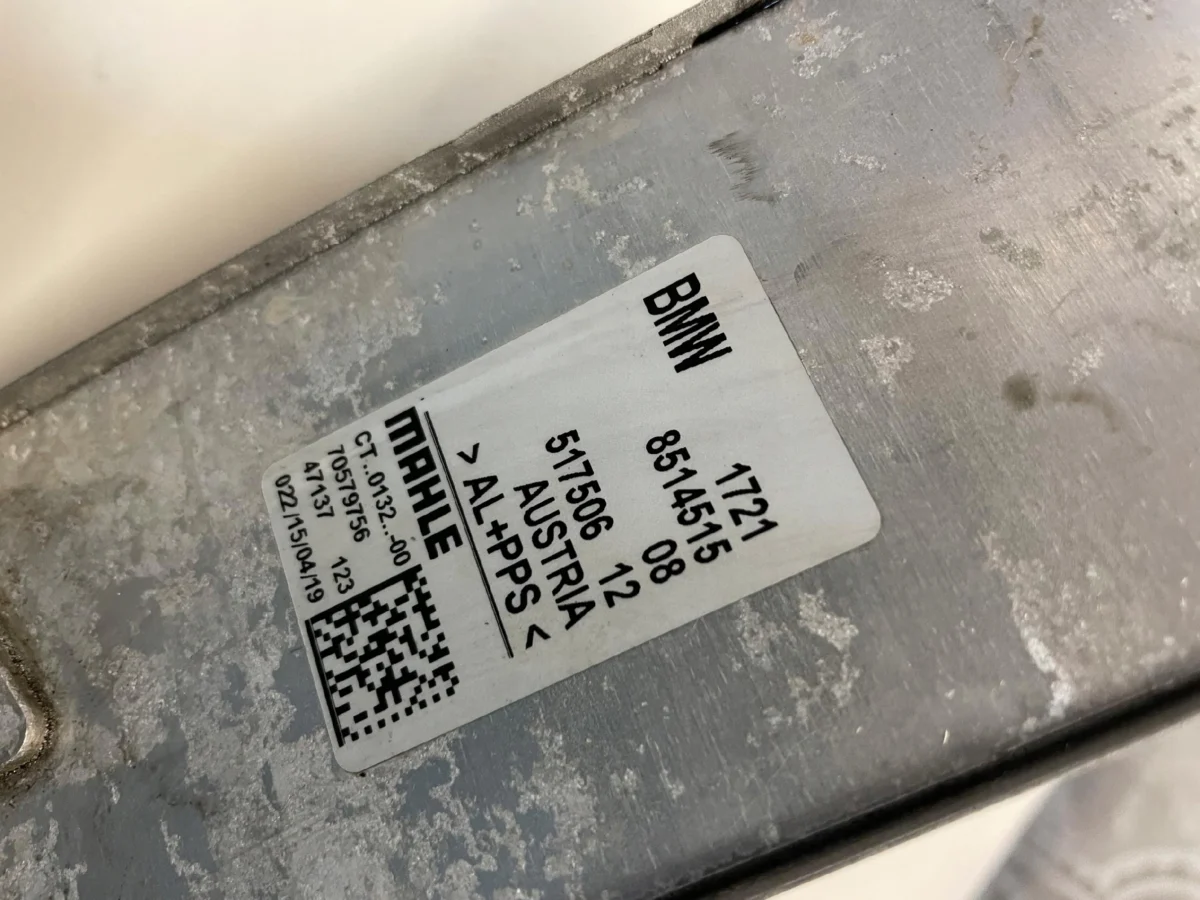 BMW
1721
8514515 08
517506 12
AUSTRIA
>AL+PPS<
MAHLE
CT..0132..-00
70579756
47137 123
022/15/04/19